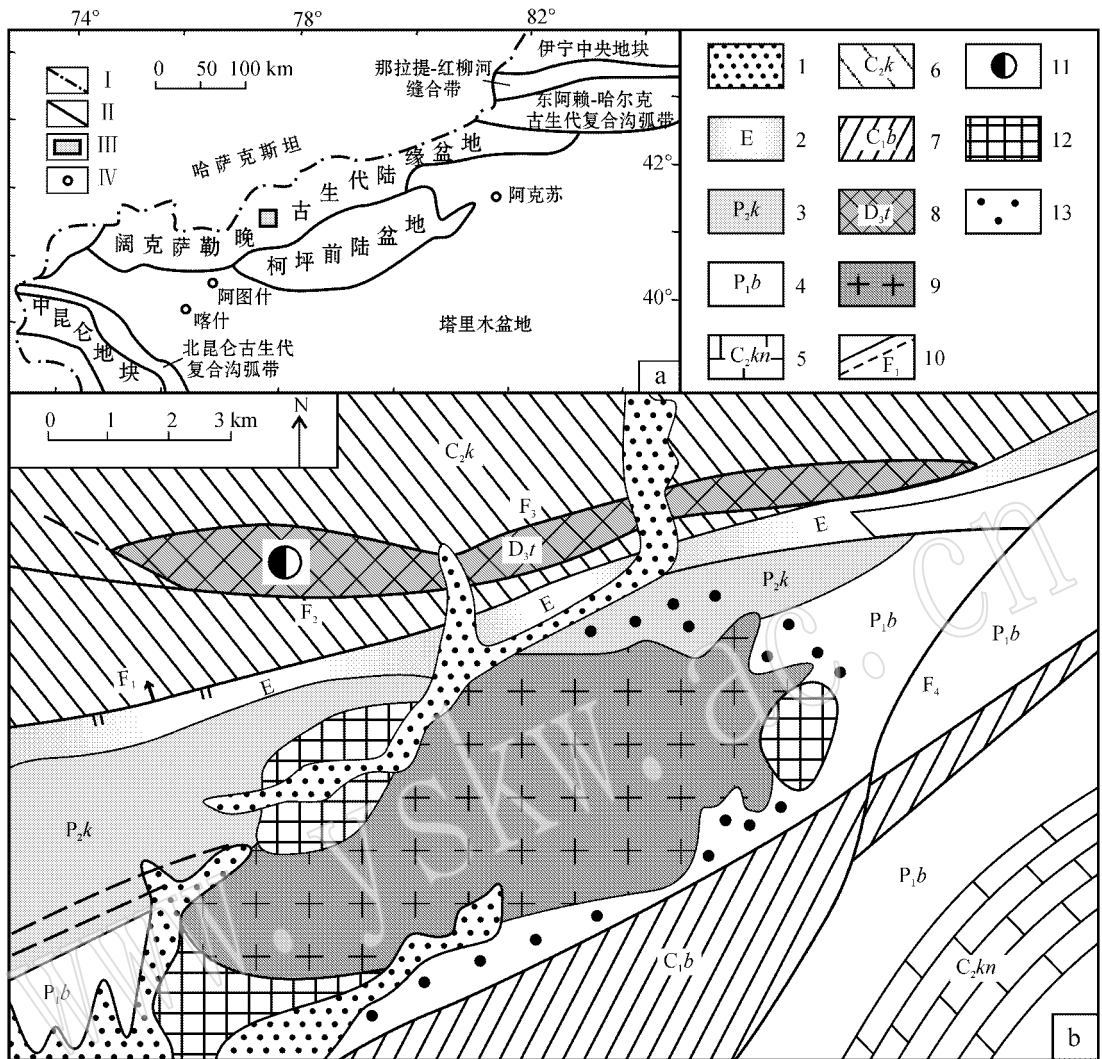 74°
78°
82°
0 50 100 km
I
II
III
IV
伊宁中央地块
那拉提-红柳河
缝合带
东阿赖-哈尔克
古生代复合沟弧带
哈萨克斯坦
阔克萨勒晚古生代陆缘盆地
柯坪前陆盆地
阿克苏
阿图什
喀什
塔里木盆地
中昆仑地块
北昆仑古生代
复合沟弧带
42°
40°
a
1
E 2
P₂k 3
P₁b 4
C₂kn 5
C₂k 6
C₁b 7
D₃t 8
9
F₁ 10
11
12
13
0 1 2 3 km
N
C₂k
F₃
D₃t
E
F₂
E
P₂k
P₁b
P₁b
F₁
E
F₄
P₂k
P₁b
P₁b
C₁b
C₂kn
b
www.yskw.ac.cn